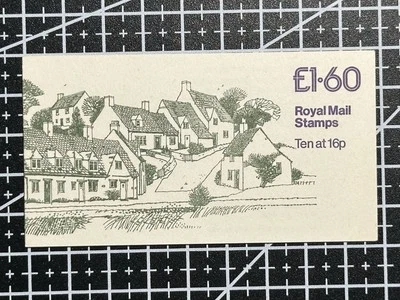 £1·60
Royal Mail
Stamps
Ten at 16p